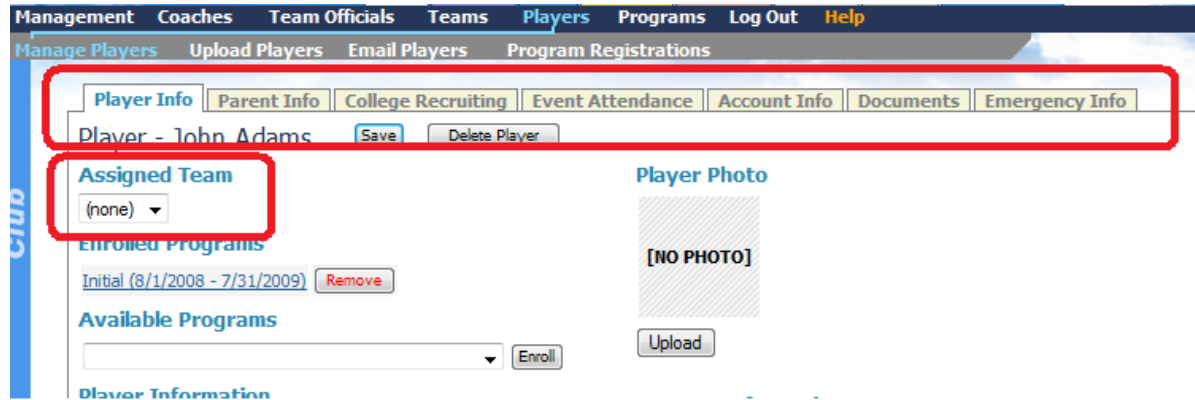 Management Coaches Team Officials Teams Players Programs Log Out Help
Manage Players Upload Players Email Players Program Registrations
Player Info Parent Info College Recruiting Event Attendance Account Info Documents Emergency Info
Player - John Adams Save Delete Player
Assigned Team
(none)
Player Photo
[NO PHOTO]
Upload
Enrolled Programs
Initial (8/1/2008 - 7/31/2009) Remove
Available Programs
Enroll
Player Information
Club